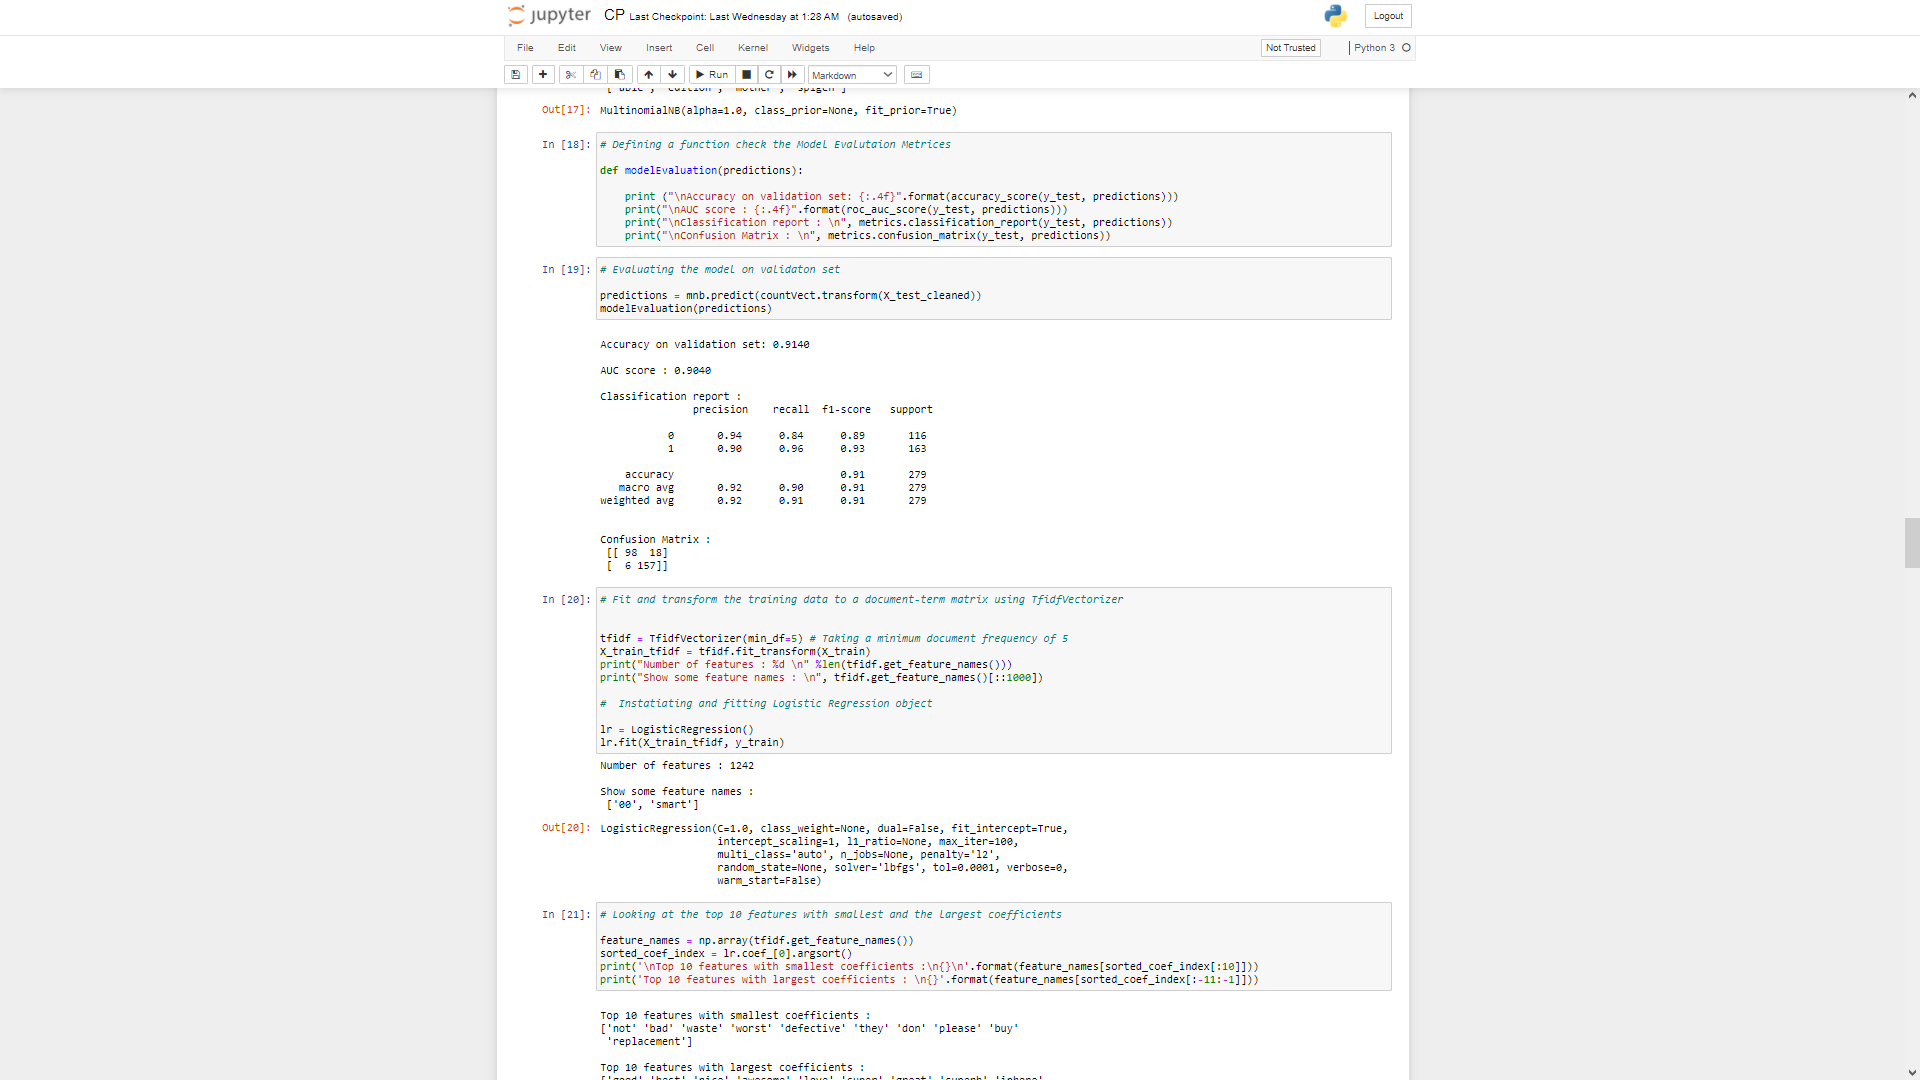 jupyter CP Last Checkpoint: Last Wednesday at 1:28 AM (autosaved)
Logout
File Edit View Insert Cell Kernel Widgets Help
Not Trusted
Python 3
Run
Markdown
['able', 'edition', 'mother', 'spigen']
Out[17]: MultinomialNB(alpha=1.0, class_prior=None, fit_prior=True)
In [18]: # Defining a function check the Model Evalutaion Metrices
def modelEvaluation(predictions):
print ("\nAccuracy on validation set: {:.4f}".format(accuracy_score(y_test, predictions)))
print("\nAUC score : {:.4f}".format(roc_auc_score(y_test, predictions)))
print("\nClassification report : \n", metrics.classification_report(y_test, predictions))
print("\nConfusion Matrix : \n", metrics.confusion_matrix(y_test, predictions))
In [19]: # Evaluating the model on validaton set
predictions = mnb.predict(countVect.transform(X_test_cleaned))
modelEvaluation(predictions)
Accuracy on validation set: 0.9140
AUC score : 0.9040
Classification report :
precision recall f1-score support
0 0.94 0.84 0.89 116
1 0.90 0.96 0.93 163
accuracy 0.91 279
macro avg 0.92 0.90 0.91 279
weighted avg 0.92 0.91 0.91 279
Confusion Matrix :
[[ 98 18]
[ 6 157]]
In [20]: # Fit and transform the training data to a document-term matrix using TfidfVectorizer
tfidf = TfidfVectorizer(min_df=5) # Taking a minimum document frequency of 5
X_train_tfidf = tfidf.fit_transform(X_train)
print("Number of features : %d \n" %len(tfidf.get_feature_names()))
print("Show some feature names : \n", tfidf.get_feature_names()[::1000])
# Instatiating and fitting Logistic Regression object
lr = LogisticRegression()
lr.fit(X_train_tfidf, y_train)
Number of features : 1242
Show some feature names :
['00', 'smart']
Out[20]: LogisticRegression(C=1.0, class_weight=None, dual=False, fit_intercept=True,
intercept_scaling=1, l1_ratio=None, max_iter=100,
multi_class='auto', n_jobs=None, penalty='l2',
random_state=None, solver='lbfgs', tol=0.0001, verbose=0,
warm_start=False)
In [21]: # Looking at the top 10 features with smallest and the largest coefficients
feature_names = np.array(tfidf.get_feature_names())
sorted_coef_index = lr.coef_[0].argsort()
print('\nTop 10 features with smallest coefficients :\n{}\n'.format(feature_names[sorted_coef_index[:10]]))
print('Top 10 features with largest coefficients : \n{}'.format(feature_names[sorted_coef_index[:-11:-1]]))
Top 10 features with smallest coefficients :
['not' 'bad' 'waste' 'worst' 'defective' 'they' 'don' 'please' 'buy'
'replacement']
Top 10 features with largest coefficients :
['good' 'best' 'nice' 'awesome' 'love' 'super' 'great' 'superb' 'iphone'